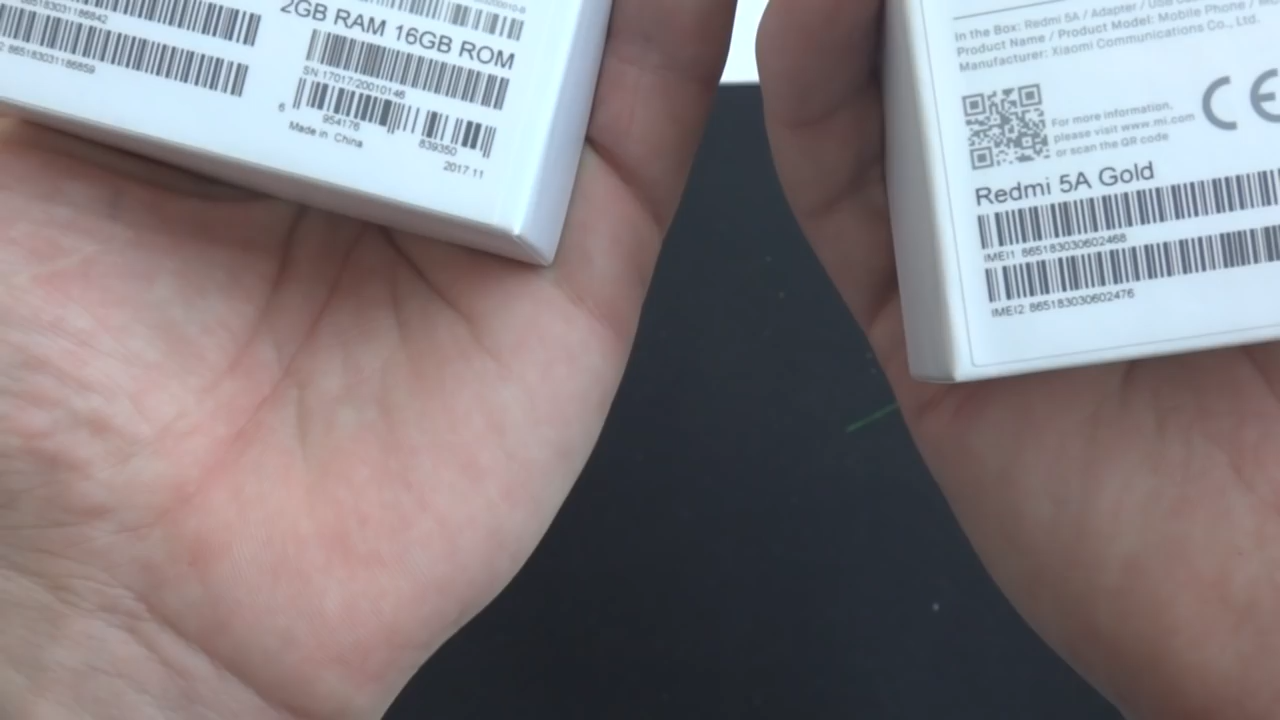 2GB RAM 16GB ROM
SN 17017/20010146
6
954176
839350
Made in China
2017.11
In the Box: Redmi 5A / Adapter / USB
Product Name / Product Model: Mobile Phone /
Manufacturer: Xiaomi Communications Co., Ltd.
For more information,
please visit www.mi.com
or scan the QR code
CE
Redmi 5A Gold
IMEI1 865183030602468
IMEI2 865183030602476